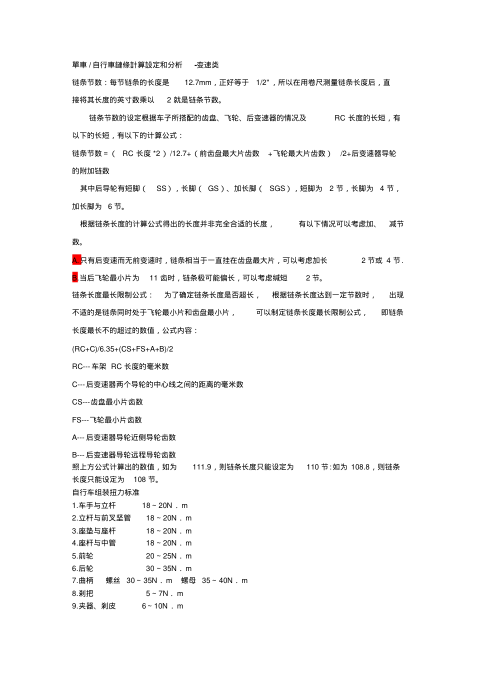 單車 / 自行車鏈條計算設定和分析 -变速类
链条节数：每节链条的长度是 12.7mm，正好等于 1/2" ，所以在用卷尺测量链条长度后，直
接将其长度的英寸数乘以 2 就是链条节数。
链条节数的设定根据车子所搭配的齿盘、飞轮、后变速器的情况及 RC 长度的长短，有
以下的长短，有以下的计算公式：
链条节数 =（ RC 长度 *2 ）/12.7+（前齿盘最大片齿数 +飞轮最大片齿数） /2+后变速器导轮
的附加链数
其中后导轮有短脚（ SS），长脚（ GS）、加长脚（ SGS），短脚为 2 节，长脚为 4 节，
加长脚为 6 节。
根据链条长度的计算公式得出的长度并非完全合适的长度， 有以下情况可以考虑加、 减节
数。
A.只有后变速而无前变速时，链条相当于一直挂在齿盘最大片，可以考虑加长 2 节或 4 节.
B.当后飞轮最小片为 11 齿时，链条极可能偏长，可以考虑缄短 2 节。
链条长度最长限制公式： 为了确定链条长度是否超长， 根据链条长度达到一定节数时， 出现
不适的是链条同时处于飞轮最小片和齿盘最小片， 可以制定链条长度最长限制公式， 即链条
长度最长不的超过的数值，公式内容：
(RC+C)/6.35+(CS+FS+A+B)/2
RC--- 车架 RC 长度的毫米数
C--- 后变速器两个导轮的中心线之间的距离的毫米数
CS--- 齿盘最小片齿数
FS--- 飞轮最小片齿数
A--- 后变速器导轮近侧导轮齿数
B--- 后变速器导轮远程导轮齿数
照上方公式计算出的数值，如为 111.9，则链条长度只能设定为 110 节;如为 108.8，则链条
长度只能设定为 108 节。
自行车组装扭力标准
1.车手与立杆 18～20N．m
2.立杆与前叉坚管 18～20N．m
3.座垫与座杆 18～20N．m
4.座杆与中管 18～20N．m
5.前轮 20～25N．m
6.后轮 30～35N．m
7.曲柄 螺丝 30～35N．m 螺母 35～40N．m
8.刹把 5～7N．m
9.夹器、刹皮 6～10N．m